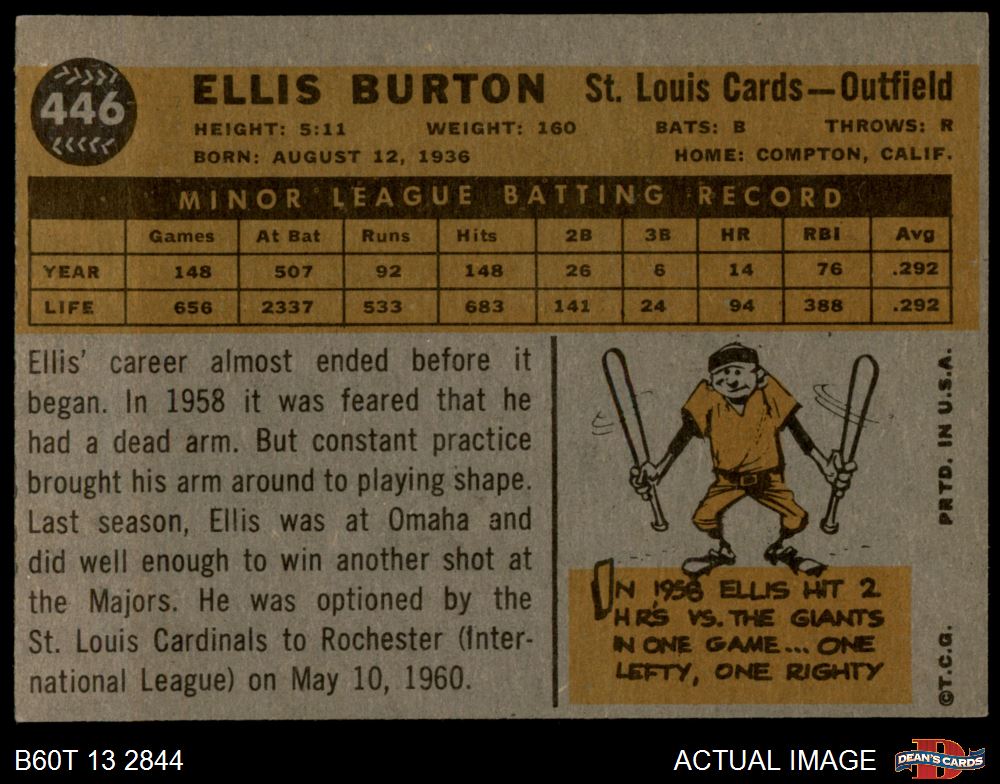 446
ELLIS BURTON St. Louis Cards—Outfield
HEIGHT: 5:11 WEIGHT: 160 BATS: B THROWS: R
BORN: AUGUST 12, 1936 HOME: COMPTON, CALIF.
MINOR LEAGUE BATTING RECORD
Games At Bat Runs Hits 2B 3B HR RBI Avg
YEAR 148 507 92 148 26 6 14 76 .292
LIFE 656 2337 533 683 141 24 94 388 .292
Ellis' career almost ended before it
began. In 1958 it was feared that he
had a dead arm. But constant practice
brought his arm around to playing shape.
Last season, Ellis was at Omaha and
did well enough to win another shot at
the Majors. He was optioned by the
St. Louis Cardinals to Rochester (Inter-
national League) on May 10, 1960.
IN 1958 ELLIS HIT 2
HRS VS. THE GIANTS
IN ONE GAME... ONE
LEFTY, ONE RIGHTY
PRTD. IN U.S.A.
©T.C.G.
B60T 13 2844
ACTUAL IMAGE
D
DEAN'S CARDS